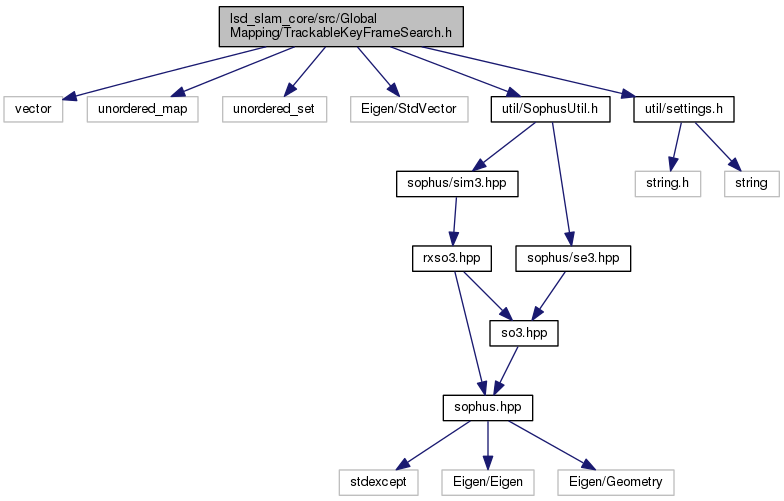 lsd_slam_core/src/Global
Mapping/TrackableKeyFrameSearch.h
vector
unordered_map
unordered_set
Eigen/StdVector
util/SophusUtil.h
util/settings.h
sophus/sim3.hpp
string.h
string
rxso3.hpp
sophus/se3.hpp
so3.hpp
sophus.hpp
stdexcept
Eigen/Eigen
Eigen/Geometry